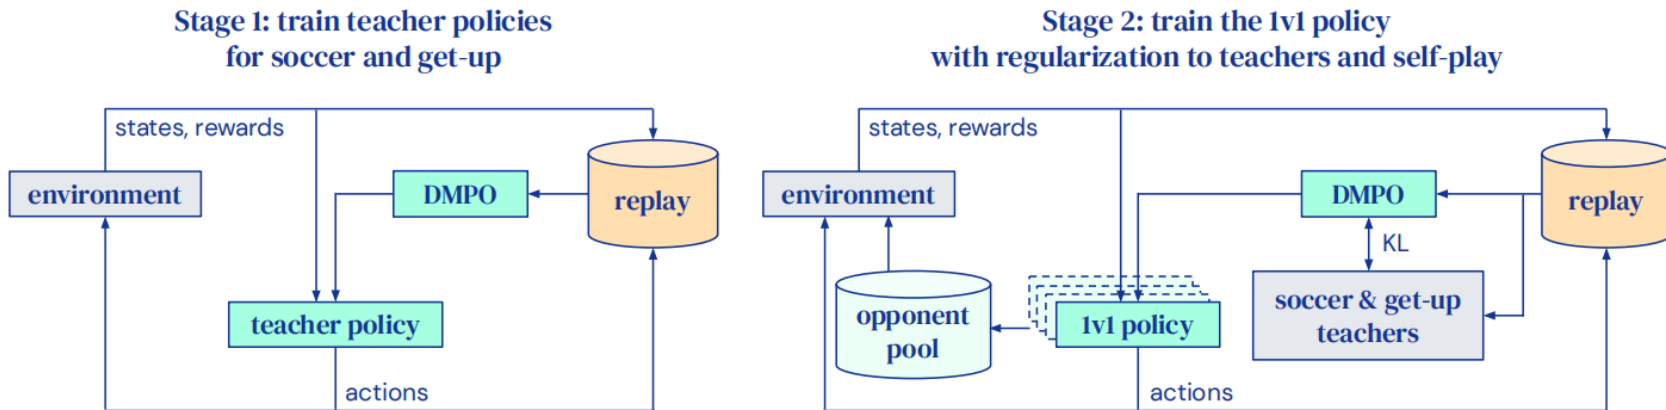 Stage 1: train teacher policies
for soccer and get-up
states, rewards
environment
DMPO
replay
teacher policy
actions
Stage 2: train the 1v1 policy
with regularization to teachers and self-play
states, rewards
environment
DMPO
replay
KL
opponent
pool
1v1 policy
soccer & get-up
teachers
actions